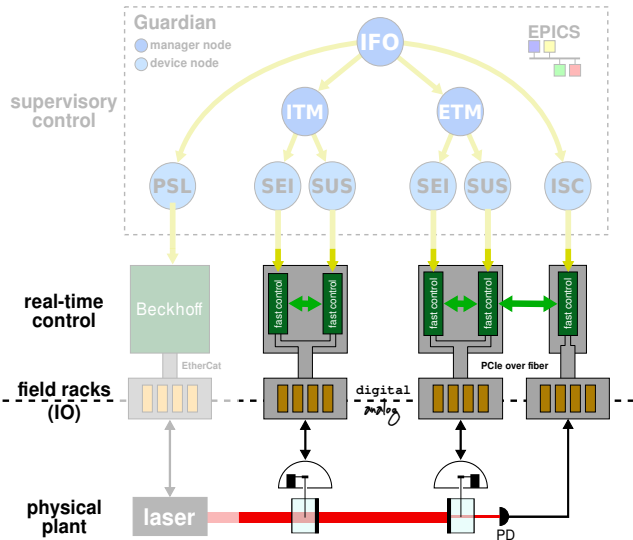 Guardian
manager node
device node
EPICS
IFO
supervisory
control
ITM
ETM
PSL
SEI
SUS
SEI
SUS
ISC
real-time
control
Beckhoff
fast control
fast control
fast control
fast control
fast control
EtherCat
PCIe over fiber
field racks
(IO)
digital
analog
physical
plant
laser
PD